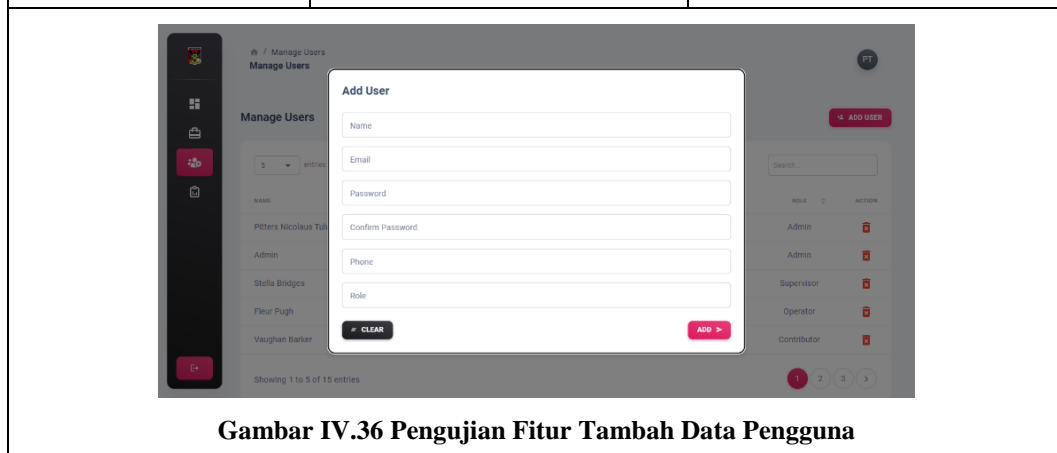 / Manage Users
Manage Users
PT
Add User
Manage Users
ADD USER
Name
Email
5 entries
Search...
Password
NAME
ROLE
ACTION
Confirm Password
Pitters Nicolaus
Admin
Phone
Admin
Admin
Stella Bridges
Supervisor
Role
Fleur Pugh
Operator
CLEAR
ADD
Vaughan Barker
Contributor
Showing 1 to 5 of 15 entries
1 2 3 >
Gambar IV.36 Pengujian Fitur Tambah Data Pengguna